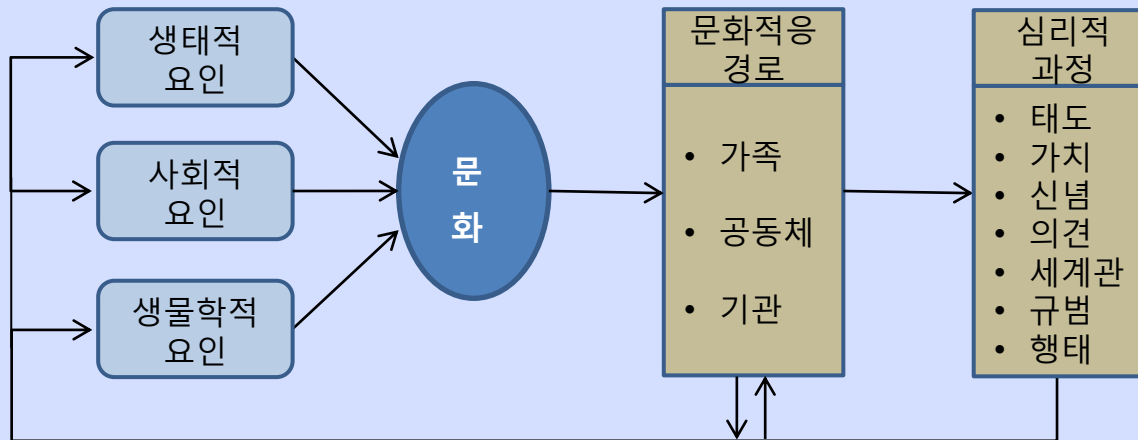 생태적
요인
사회적
요인
생물학적
요인
문
화
문화적응
경로
• 가족
• 공동체
• 기관
심리적
과정
• 태도
• 가치
• 신념
• 의견
• 세계관
• 규범
• 행태